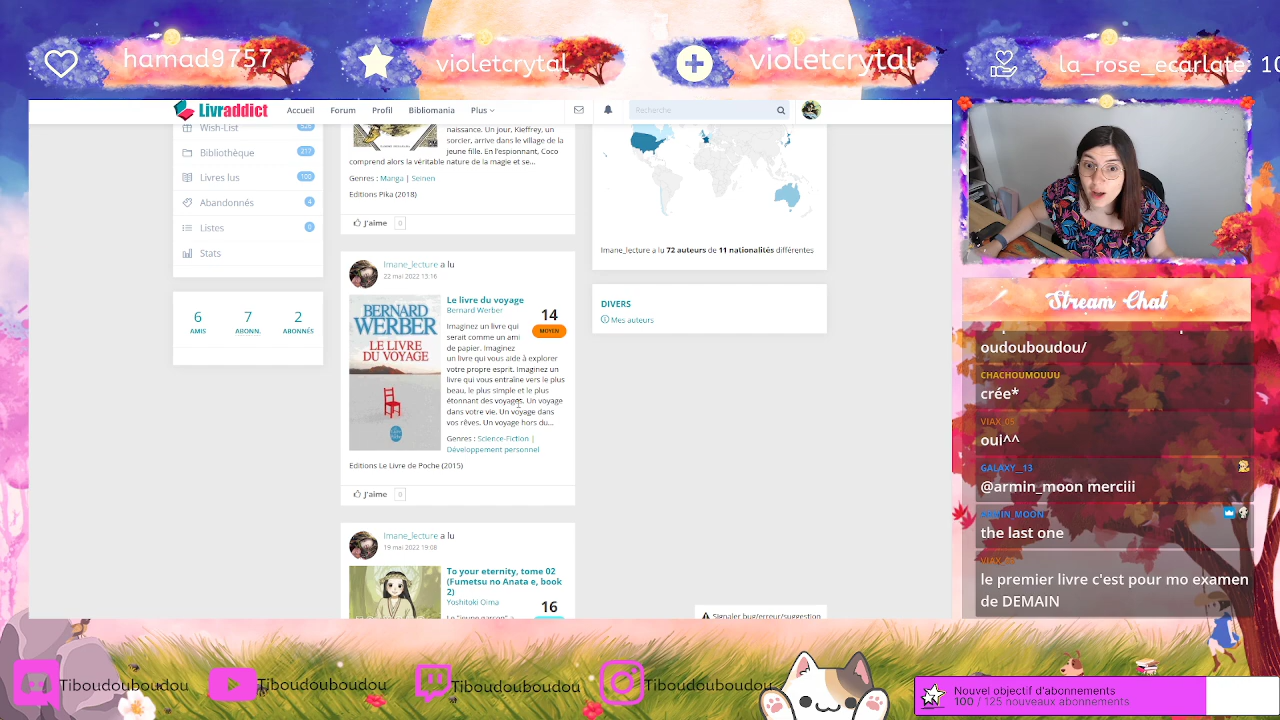 hamad9757
violetcrytal
violetcrytal
la_rose_ecarlate: 10
Livraddict
Accueil
Forum
Profil
Bibliomania
Plus
Recherche
Wish-List
Bibliothèque 217
Livres lus 100
Abandonnés 4
Listes 0
Stats
6 7 2
AMIS ABONN. ABONNÉS
naissance. Un jour, Kieffrey, un
sorcier, arrive dans le village de la
jeune fille. En l'espionnant, Coco
comprend alors la véritable nature de la magie et se...
Genres : Manga | Seinen
Editions Pika (2018)
J'aime 0
Imane_lecture a lu
22 mai 2022 15:16
BERNARD
WERBER
LE LIVRE
DU VOYAGE
Le livre du voyage
Bernard Werber
14
MOYEN
Imaginez un livre qui
serait comme un ami
de papier. Imaginez
un livre qui vous aide à explorer
votre propre esprit. Imaginez un
livre qui vous entraîne vers le plus
beau, le plus simple et le plus
étonnant des voyages. Un voyage
dans votre vie. Un voyage dans
vos rêves. Un voyage hors du...
Genres : Science-Fiction |
Développement personnel
Editions Le Livre de Poche (2015)
J'aime 0
Imane_lecture a lu
19 mai 2022 19:08
To your eternity, tome 02
(Fumetsu no Anata e, book
2)
Yoshitoki Oima
16
Le "jeune garçon" a
Imane_lecture a lu 72 auteurs de 11 nationalités différentes
DIVERS
Mes auteurs
Signaler bug/erreur/suggestion
Stream Chat
oudouboudou/
CHACHOUMOUUU
crée*
VIAX_05
oui^^
GALAXY__13
@armin_moon merciii
ARMIN_MOON
the last one
VIAX_05
le premier livre c'est pour mo examen
de DEMAIN
Tiboudouboudou
Tiboudouboudou
Tiboudouboudou
Tiboudouboudou
Nouvel objectif d'abonnements
100 / 125 nouveaux abonnements